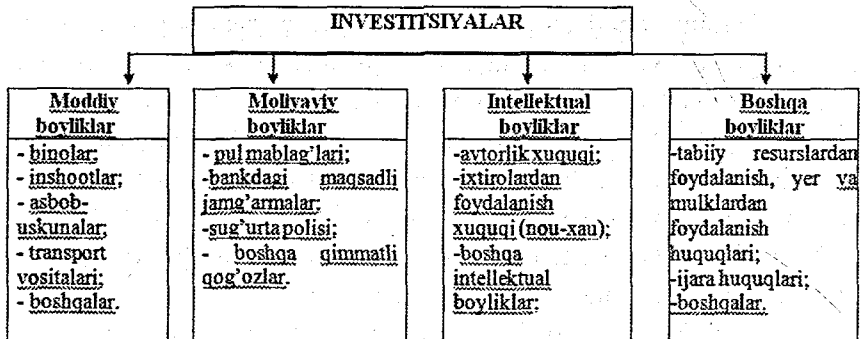 INVESTITSIYALAR
Moddiy
boyliklar
- binolar;
- inshootlar;
- asbob-
uskunalar;
- transport
vositalari;
- boshqalar.
Molivaviy
boyliklar
- pul mablag’lari;
-bankdagi maqsadli
jamg’armalar;
-sug’urta polisi;
- boshqa qimmatli
qog’ozlar.
Intellektual
boyliklar
-avtorlik xuquqi;
-ixtirolardan
foydalanish
xuquqi (nou-xau);
-boshqa
intellektual
boyliklar;
Boshqa
boyliklar
-tabiiy resurslardan
foydalanish, yer va
mulklardan
foydalanish
huquqlari;
-ijara huquqlari;
-boshqalar.